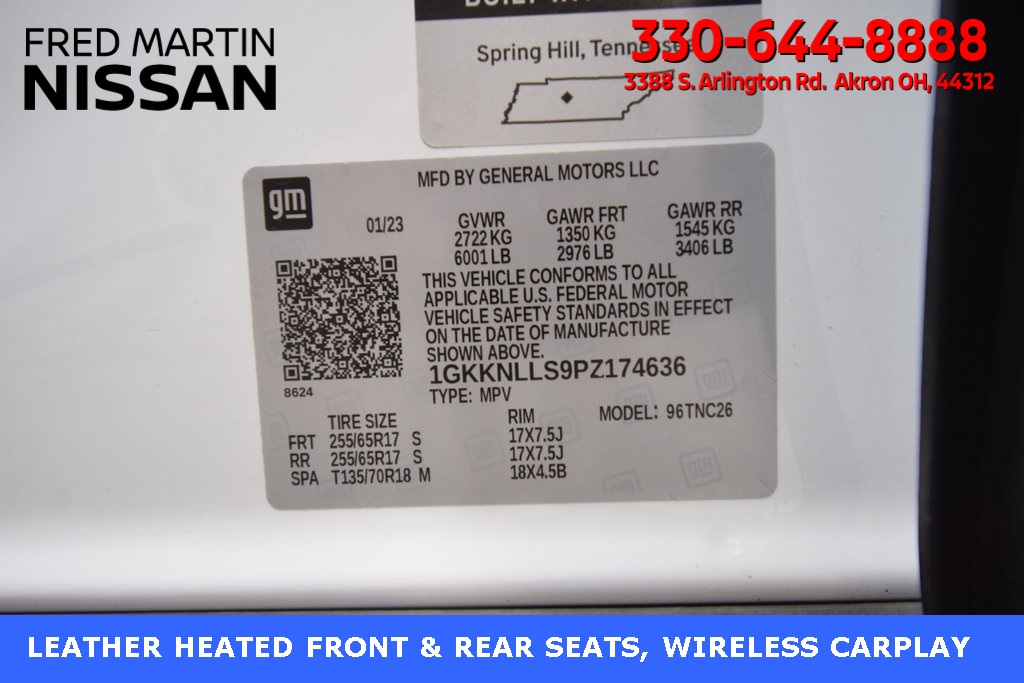 FRED MARTIN
NISSAN
330-644-8888
3388 S. Arlington Rd. Akron OH, 44312
BUILT
Spring Hill, Tennessee
gm
MFD BY GENERAL MOTORS LLC
01/23
GVWR GAWR FRT GAWR RR
2722 KG 1350 KG 1545 KG
6001 LB 2976 LB 3406 LB
THIS VEHICLE CONFORMS TO ALL
APPLICABLE U.S. FEDERAL MOTOR
VEHICLE SAFETY STANDARDS IN EFFECT
ON THE DATE OF MANUFACTURE
SHOWN ABOVE.
1GKKNLLS9PZ174636
TYPE: MPV
8624
TIRE SIZE RIM MODEL: 96TNC26
FRT 255/65R17 S 17X7.5J
RR 255/65R17 S 17X7.5J
SPA T135/70R18 M 18X4.5B
LEATHER HEATED FRONT & REAR SEATS, WIRELESS CARPLAY